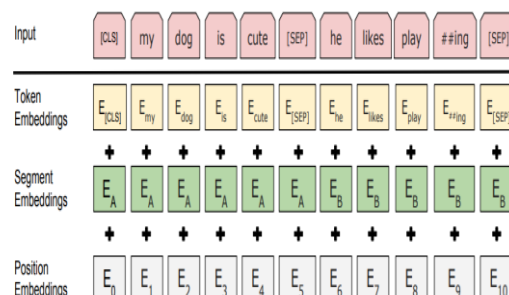 Input [CLS] my dog is cute [SEP] he likes play ##ing [SEP]
Token
Embeddings
E[CLS] Emy Edog Eis Ecute E[SEP] Ehe Elikes Eplay E##ing E[SEP]
+ + + + + + + + + + +
Segment
Embeddings
EA EA EA EA EA EA EB EB EB EB EB
+ + + + + + + + + + +
Position
Embeddings
E0 E1 E2 E3 E4 E5 E6 E7 E8 E9 E10